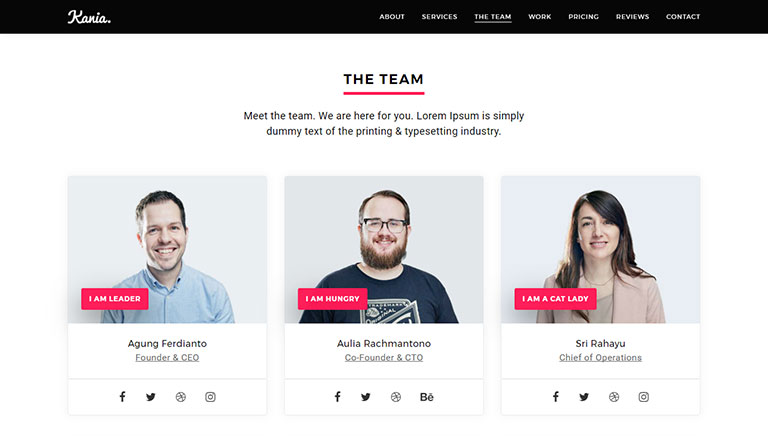 Kania.
ABOUT SERVICES THE TEAM WORK PRICING REVIEWS CONTACT
THE TEAM
Meet the team. We are here for you. Lorem Ipsum is simply
dummy text of the printing & typesetting industry.
I AM LEADER
Agung Ferdianto
Founder & CEO
TRADEMARK
I AM HUNGRY
Aulia Rachmantono
Co-Founder & CTO
Bē
I AM A CAT LADY
Sri Rahayu
Chief of Operations